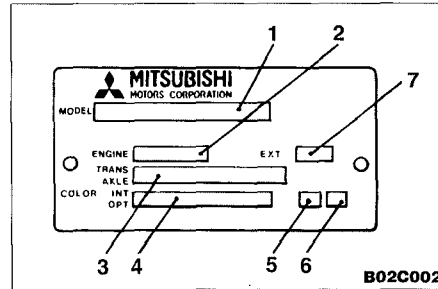 1 2
7
MITSUBISHI
MOTORS CORPORATION
MODEL
ENGINE EXT
TRANS
AXLE
COLOR INT
OPT
3 4 5 6
B02C002